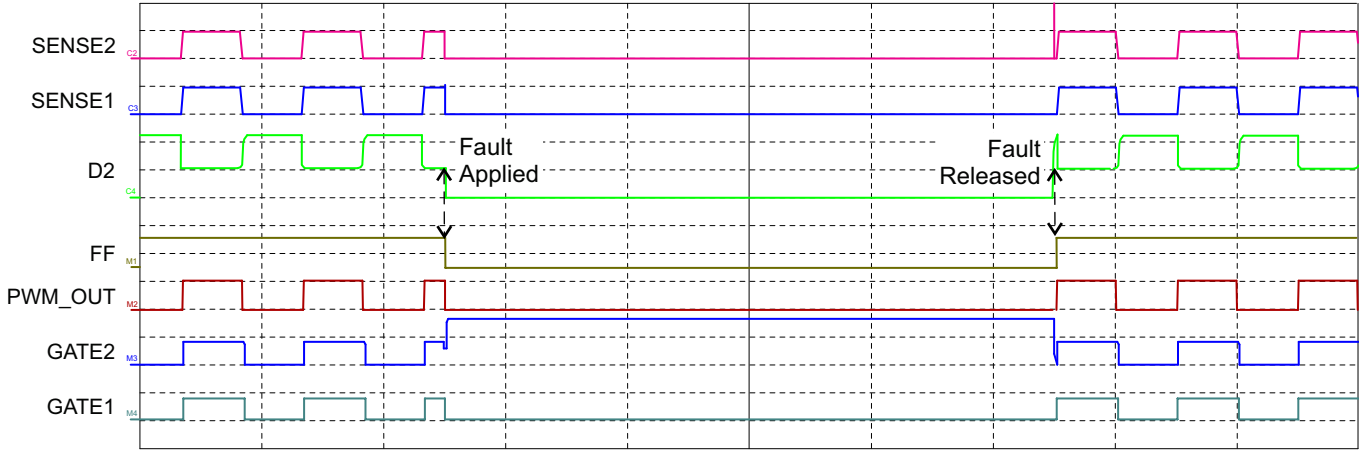 SENSE2
C2
SENSE1
C3
Fault
Applied
Fault
Released
D2
C4
FF
M1
PWM_OUT
M2
GATE2
M3
GATE1
M4